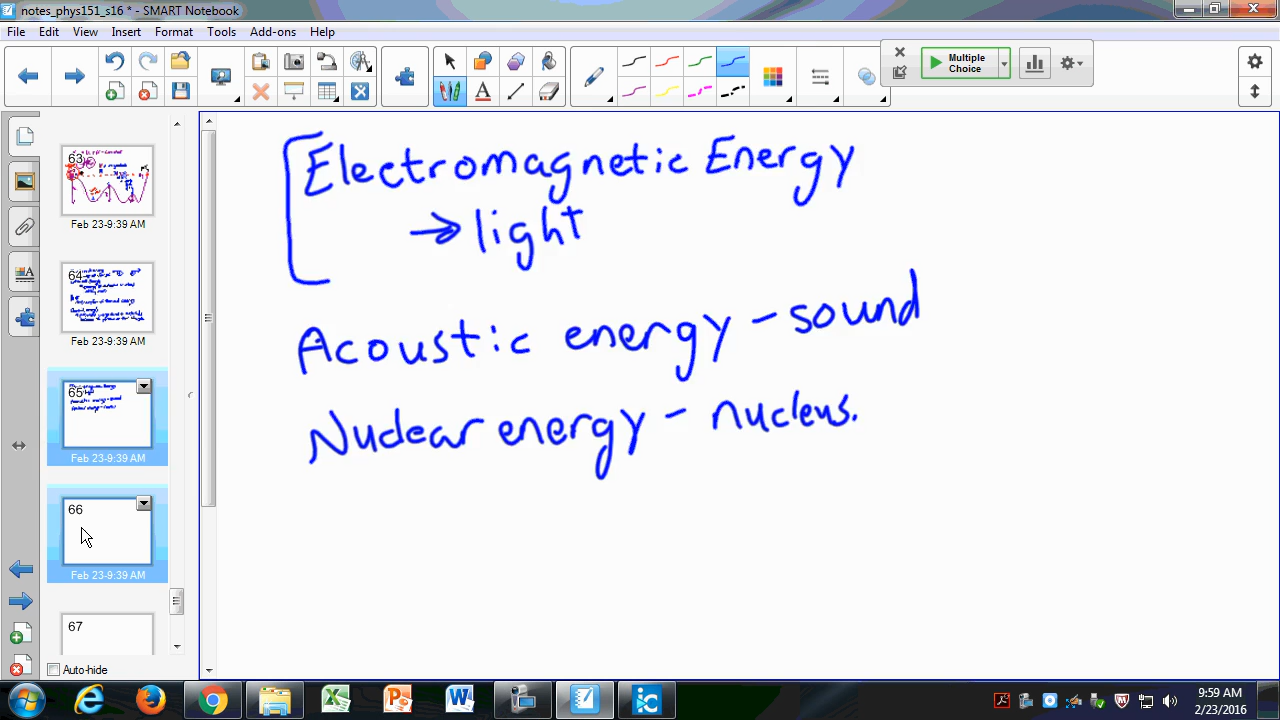 notes_phys151_s16 * - SMART Notebook
File Edit View Insert Format Tools Add-ons Help
Multiple
Choice
63
Feb 23-9:39 AM
64
Feb 23-9:39 AM
65
Feb 23-9:39 AM
66
Feb 23-9:39 AM
67
Auto-hide
Electromagnetic Energy
→ light
Acoustic energy - sound
Nuclear energy - nucleus.
9:59 AM
2/23/2016